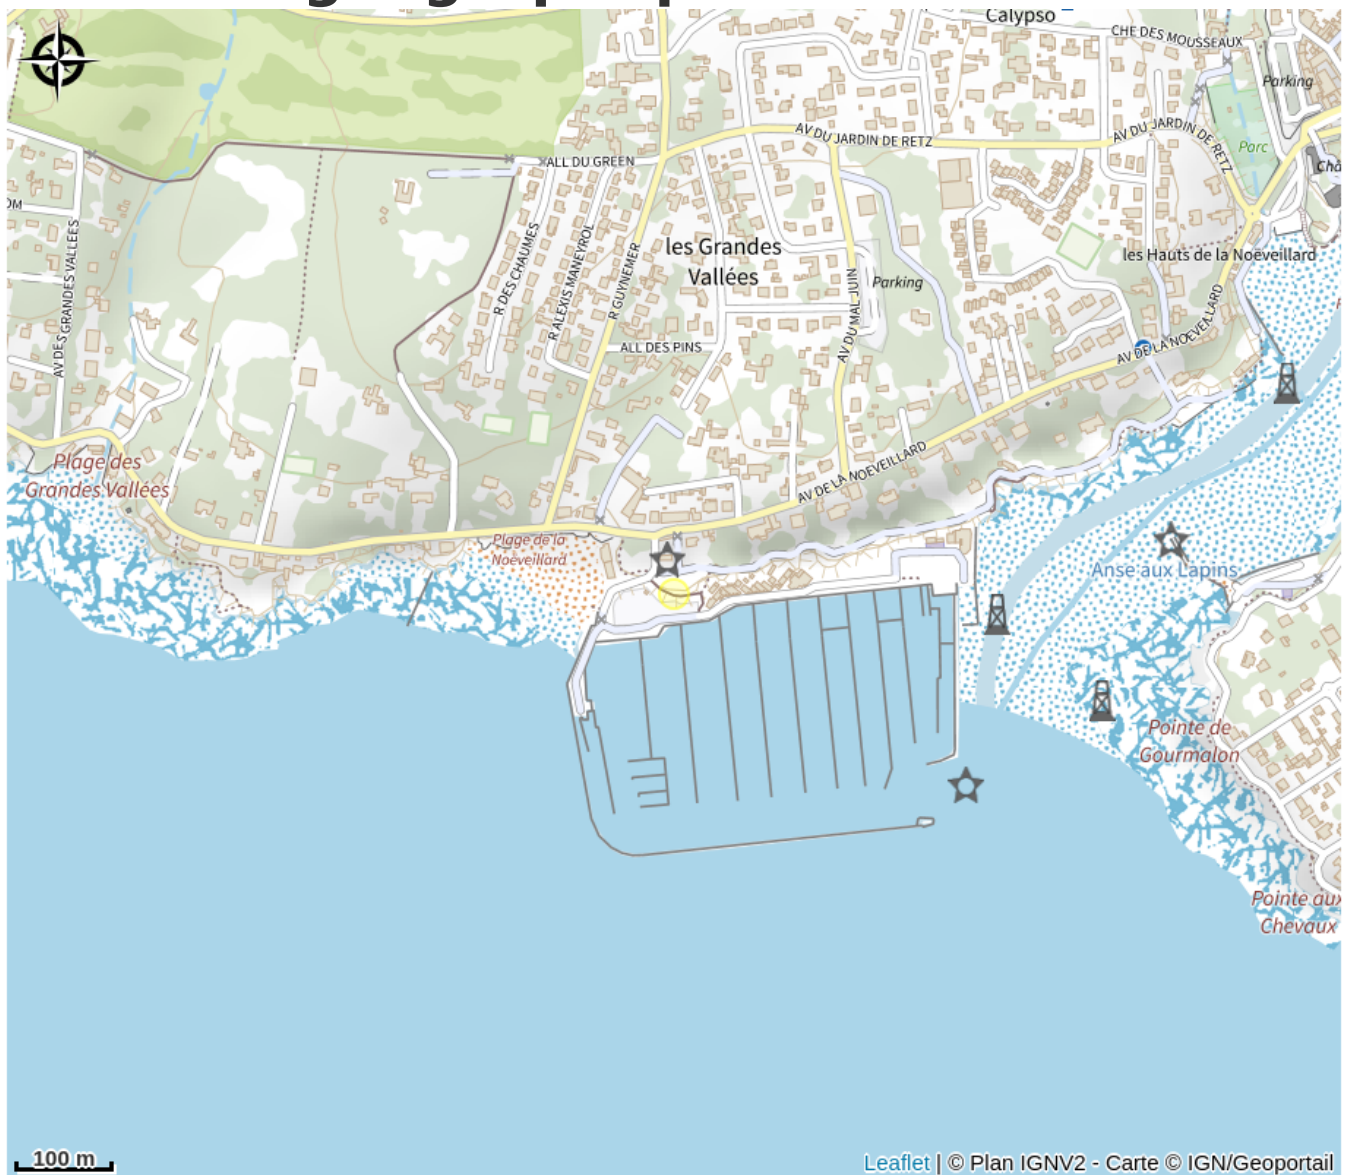 Calypso
CHE DES MOUSSEAUX
Parking
AV DU JARDIN DE RETZ
AV DU JARDIN DE RETZ
Parc
ALL DU GREEN
AV DES GRANDES VALLEES
R DES CHAUMES
R ALEXIS MANEYROL
R GUYNEMER
les Grandes
Vallées
Parking
les Hauts de la Noëveillard
AV DU MAL JUIN
ALL DES PINS
AV DE LA NOEVEILLARD
Plage des
Grandes Vallées
AV DE LA NOEVEILLARD
Plage de la
Noëveillard
Anse aux Lapins
Pointe de
Gourmalon
Pointe aux
Chevaux
100 m
Leaflet | © Plan IGNV2 - Carte © IGN/Geoportail